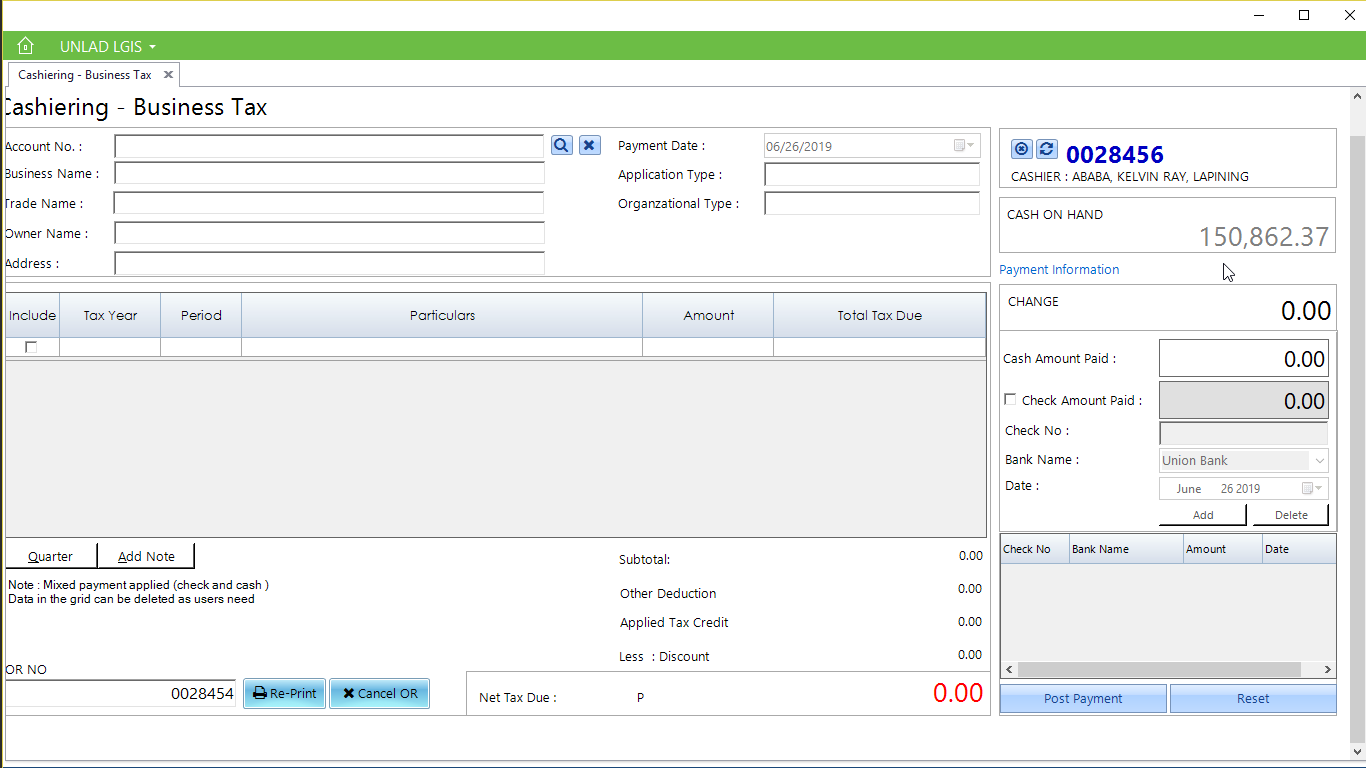 UNLAD LGIS
Cashiering - Business Tax
Cashiering - Business Tax
Account No. :
Business Name :
Trade Name :
Owner Name :
Address :
Payment Date : 06/26/2019
Application Type :
Organzational Type :
0028456
CASHIER : ABABA, KELVIN RAY, LAPINING
CASH ON HAND
150,862.37
Payment Information
CHANGE
0.00
Cash Amount Paid : 0.00
Check Amount Paid : 0.00
Check No :
Bank Name : Union Bank
Date : June 26 2019
Add Delete
Check No Bank Name Amount Date
Post Payment Reset
Include Tax Year Period Particulars Amount Total Tax Due
Quarter Add Note
Note : Mixed payment applied (check and cash )
Data in the grid can be deleted as users need
Subtotal: 0.00
Other Deduction 0.00
Applied Tax Credit 0.00
Less : Discount 0.00
OR NO
0028454 Re-Print Cancel OR
Net Tax Due : P 0.00